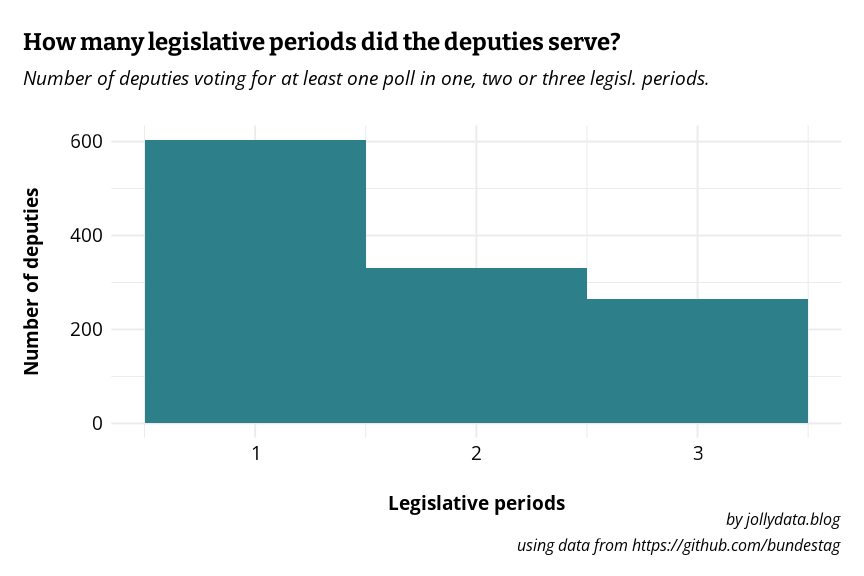 How many legislative periods did the deputies serve?
Number of deputies voting for at least one poll in one, two or three legisl. periods.
Number of deputies
600
400
200
0
1 2 3
Legislative periods
by jollydata.blog
using data from https://github.com/bundestag